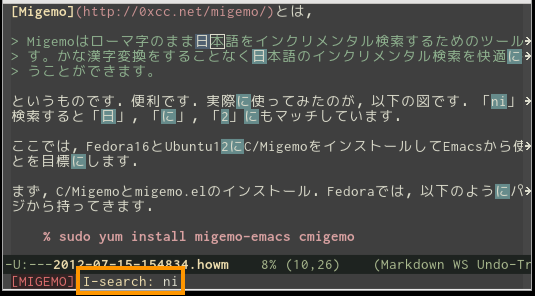 [Migemo](http://0xcc.net/migemo/)とは,
> Migemoはローマ字のまま日本語をインクリメンタル検索するためのツール
> す。かな漢字変換をすることなく日本語のインクリメンタル検索を快適に
> うことができます。
というものです. 便利です. 実際に使ってみたのが, 以下の図です. 「ni」
検索すると「日」, 「に」, 「2」にもマッチしています.
ここでは, Fedora16とUbuntu12にC/MigemoをインストールしてEmacsから使
とを目標にします.
まず, C/Migemoとmigemo.elのインストール. Fedoraでは, 以下のようにパ
ジから持ってきます.
% sudo yum install migemo-emacs cmigemo
-U:---2012-07-15-154834.howm 8% (10,26) (Markdown WS Undo-Tr
[MIGEMO] I-search: ni